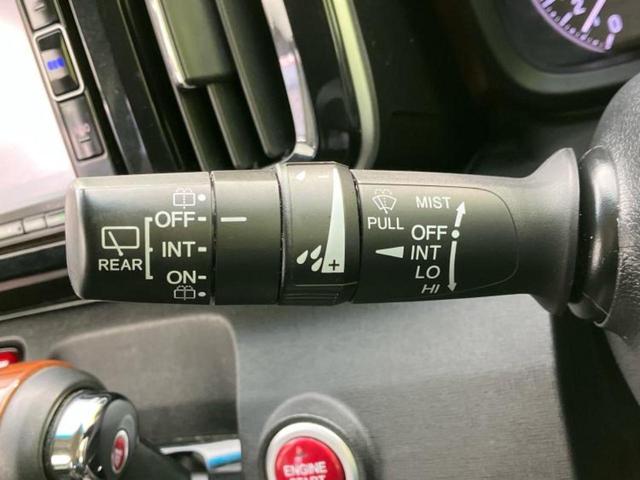 OFF
INT
ON
REAR
PULL
MIST
OFF
INT
LO
HI
ENGINE